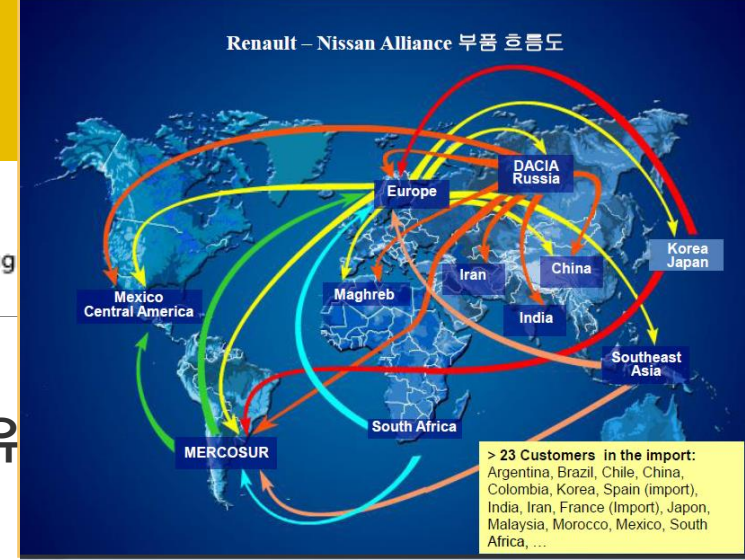 Renault – Nissan Alliance 부품 흐름도
DACIA
Russia
Europe
g
Korea
Japan
Iran
China
Maghreb
Mexico
Central America
India
Southeast
Asia
South Africa
MERCOSUR
> 23 Customers in the import:
Argentina, Brazil, Chile, China,
Colombia, Korea, Spain (import),
India, Iran, France (Import), Japon,
Malaysia, Morocco, Mexico, South
Africa, ...